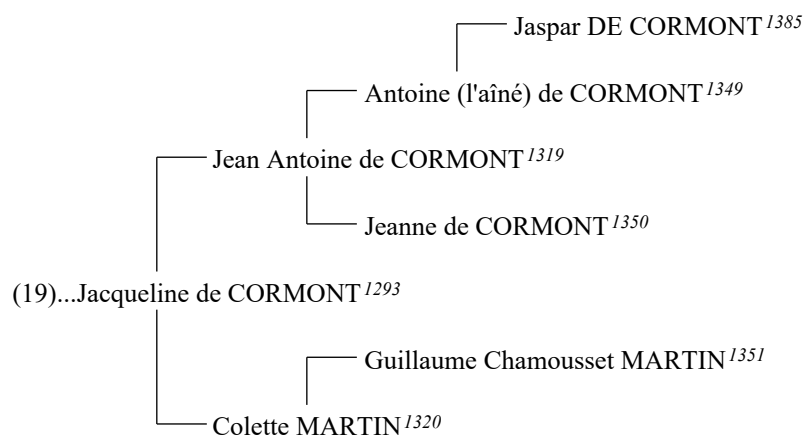 Jaspar DE CORMONT 1385
Antoine (l'aîné) de CORMONT 1349
Jean Antoine de CORMONT 1319
Jeanne de CORMONT 1350
(19)...Jacqueline de CORMONT 1293
Guillaume Chamousset MARTIN 1351
Colette MARTIN 1320